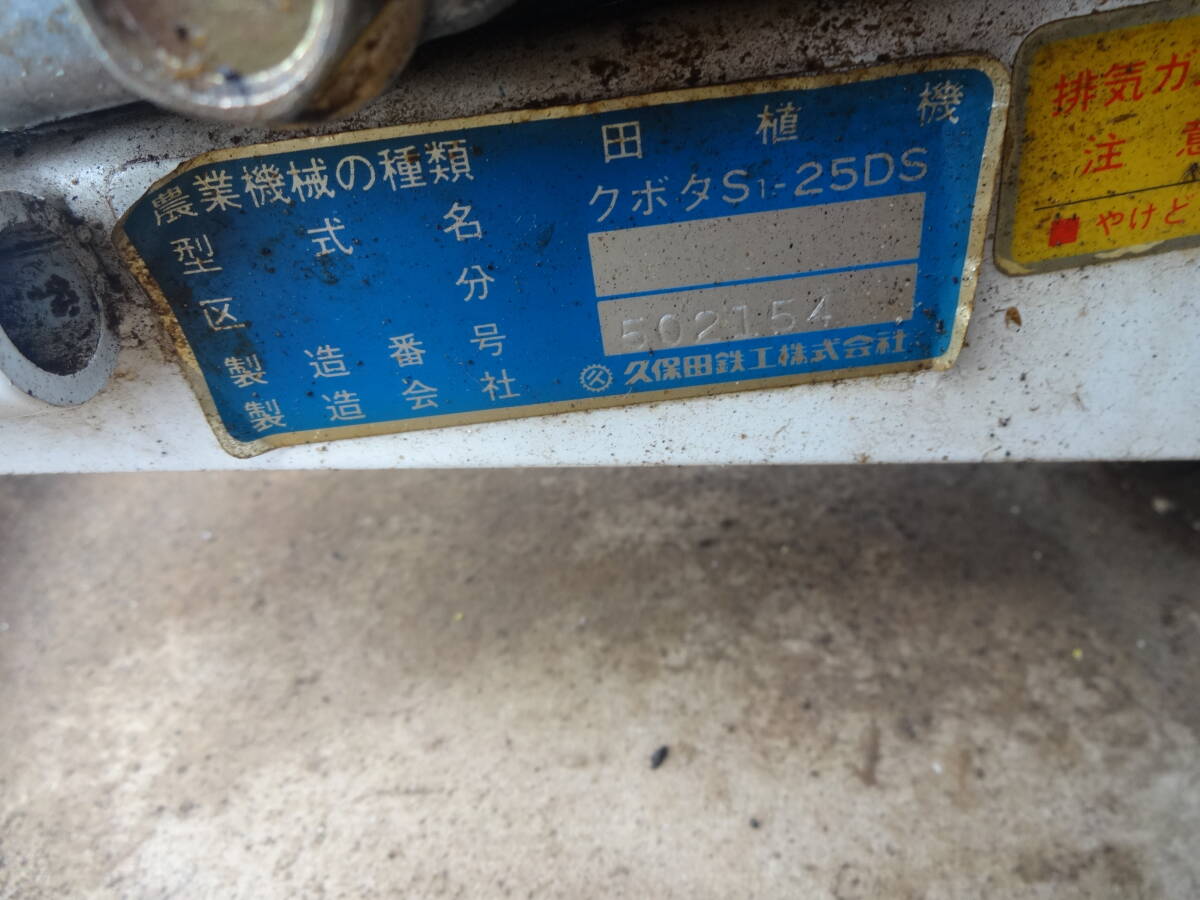 農業機械の種類 田植機
型式名 クボタS1-25DS
区分
製造番号 502154
製造会社 久保田鉄工株式会社
排気ガ
注意
■やけど